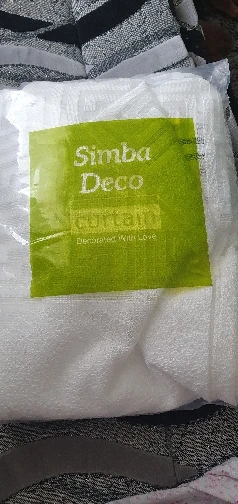 Simba
Deco
curtain
Decorated With Love